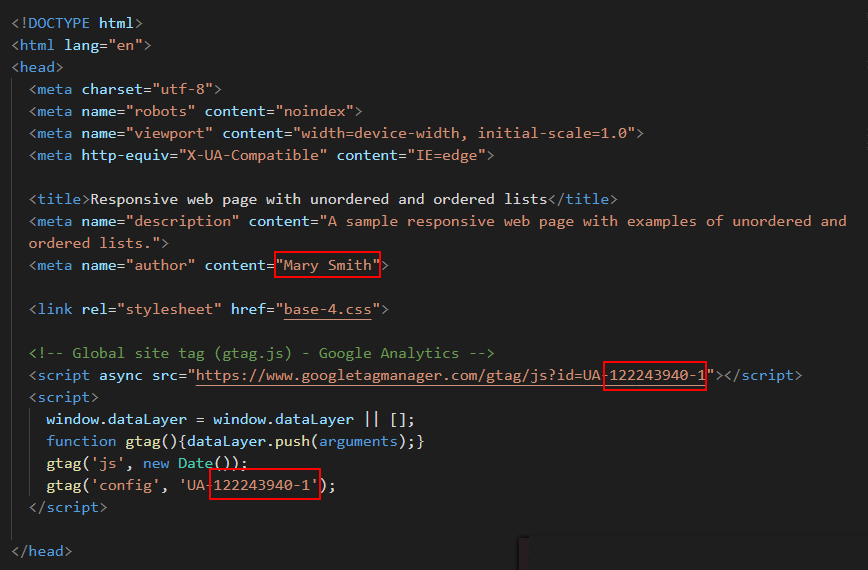 <!DOCTYPE html>
<html lang="en">
<head>
<meta charset="utf-8">
<meta name="robots" content="noindex">
<meta name="viewport" content="width=device-width, initial-scale=1.0">
<meta http-equiv="X-UA-Compatible" content="IE=edge">
<title>Responsive web page with unordered and ordered lists</title>
<meta name="description" content="A sample responsive web page with examples of unordered and
ordered lists.">
<meta name="author" content="Mary Smith">
<link rel="stylesheet" href="base-4.css">
<!-- Global site tag (gtag.js) - Google Analytics -->
<script async src="https://www.googletagmanager.com/gtag/js?id=UA-122243940-1"></script>
<script>
window.dataLayer = window.dataLayer || [];
function gtag(){dataLayer.push(arguments);}
gtag('js', new Date());
gtag('config', 'UA-122243940-1');
</script>
</head>